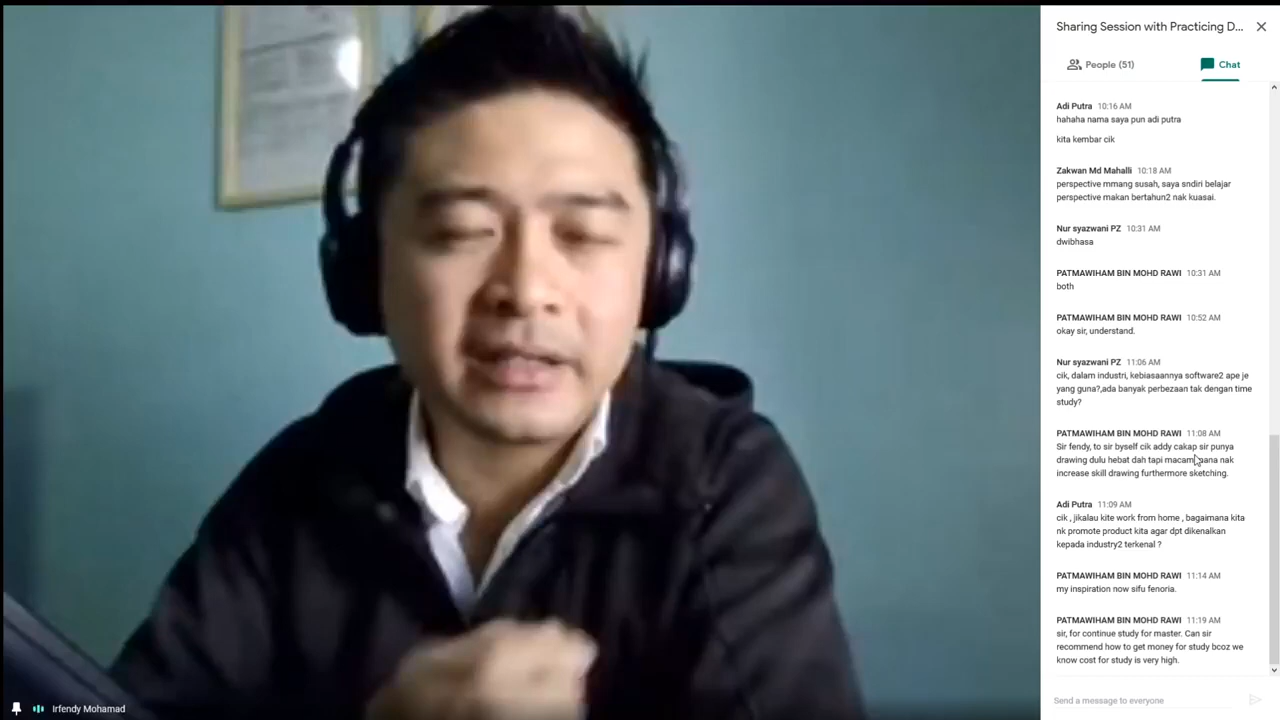 Sharing Session with Practicing D...
People (51)
Chat
Adi Putra 10:16 AM
hahaha nama saya pun adi putra
kita kembar cik
Zakwan Md Mahalli 10:18 AM
perspective mmang susah, saya sndiri belajar
perspective makan bertahun2 nak kuasai.
Nur syazwani PZ 10:31 AM
dwibhasa
PATMAWIHAM BIN MOHD RAWI 10:31 AM
both
PATMAWIHAM BIN MOHD RAWI 10:52 AM
okay sir, understand.
Nur syazwani PZ 11:06 AM
cik, dalam industri, kebiasaannya software2 ape je
yang guna?,ada banyak perbezaan tak dengan time
study?
PATMAWIHAM BIN MOHD RAWI 11:08 AM
Sir fendy, to sir byself cik addy cakap sir punya
drawing dulu hebat dah tapi macam mana nak
increase skill drawing furthermore sketching.
Adi Putra 11:09 AM
cik , jikalau kite work from home , bagaimana kita
nk promote product kita agar dpt dikenalkan
kepada industry2 terkenal ?
PATMAWIHAM BIN MOHD RAWI 11:14 AM
my inspiration now sifu fenoria.
PATMAWIHAM BIN MOHD RAWI 11:19 AM
sir, for continue study for master. Can sir
recommend how to get money for study bcoz we
know cost for study is very high.
Send a message to everyone
Irfendy Mohamad